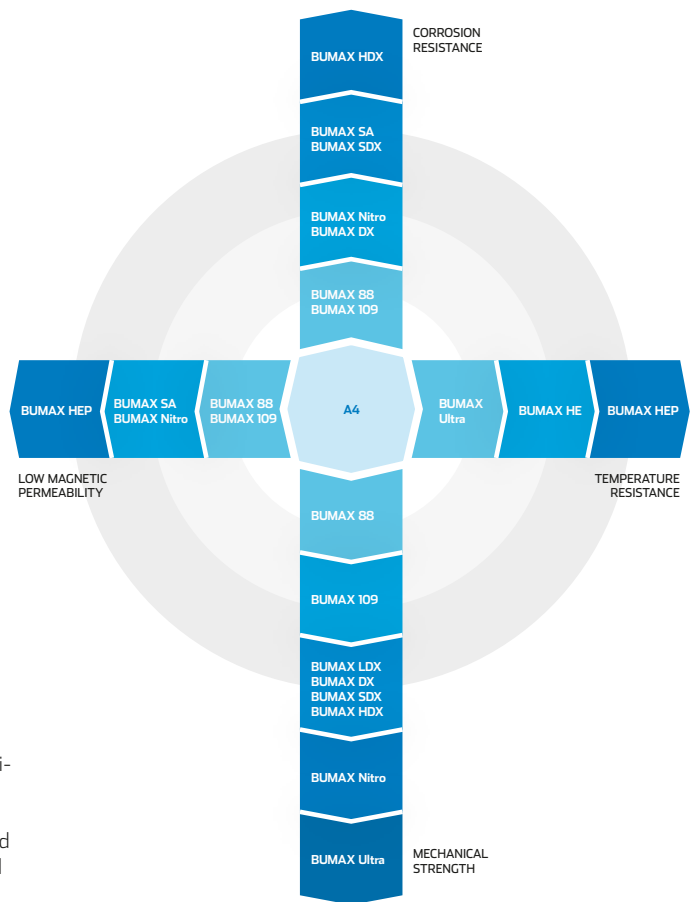 CORROSION
RESISTANCE
BUMAX HDX
BUMAX SA
BUMAX SDX
BUMAX Nitro
BUMAX DX
BUMAX 88
BUMAX 109
BUMAX HEP
BUMAX SA
BUMAX Nitro
BUMAX 88
BUMAX 109
A4
BUMAX
Ultra
BUMAX HE
BUMAX HEP
LOW MAGNETIC
PERMEABILITY
TEMPERATURE
RESISTANCE
BUMAX 88
BUMAX 109
BUMAX LDX
BUMAX DX
BUMAX SDX
BUMAX HDX
BUMAX Nitro
BUMAX Ultra
MECHANICAL
STRENGTH